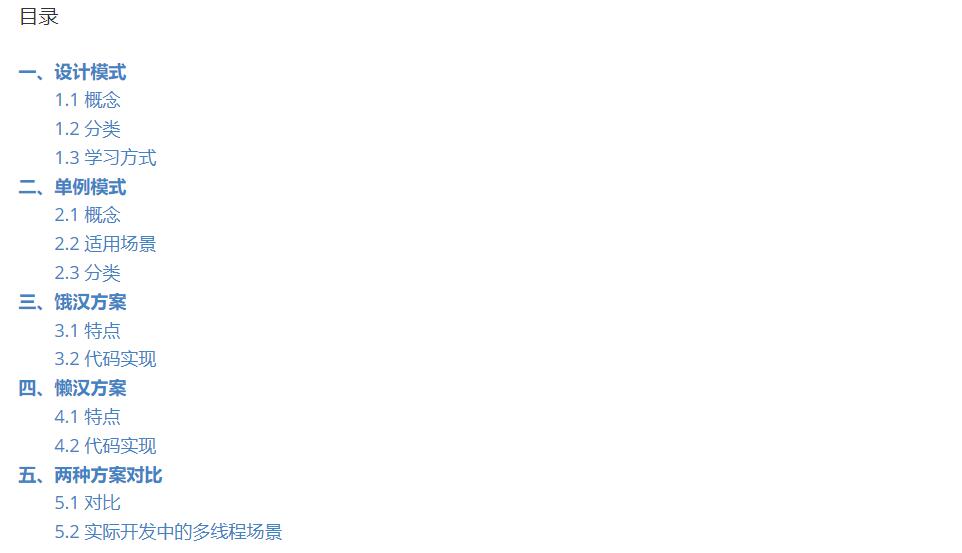 目录
一、设计模式
1.1 概念
1.2 分类
1.3 学习方式
二、单例模式
2.1 概念
2.2 适用场景
2.3 分类
三、饿汉方案
3.1 特点
3.2 代码实现
四、懒汉方案
4.1 特点
4.2 代码实现
五、两种方案对比
5.1 对比
5.2 实际开发中的多线程场景